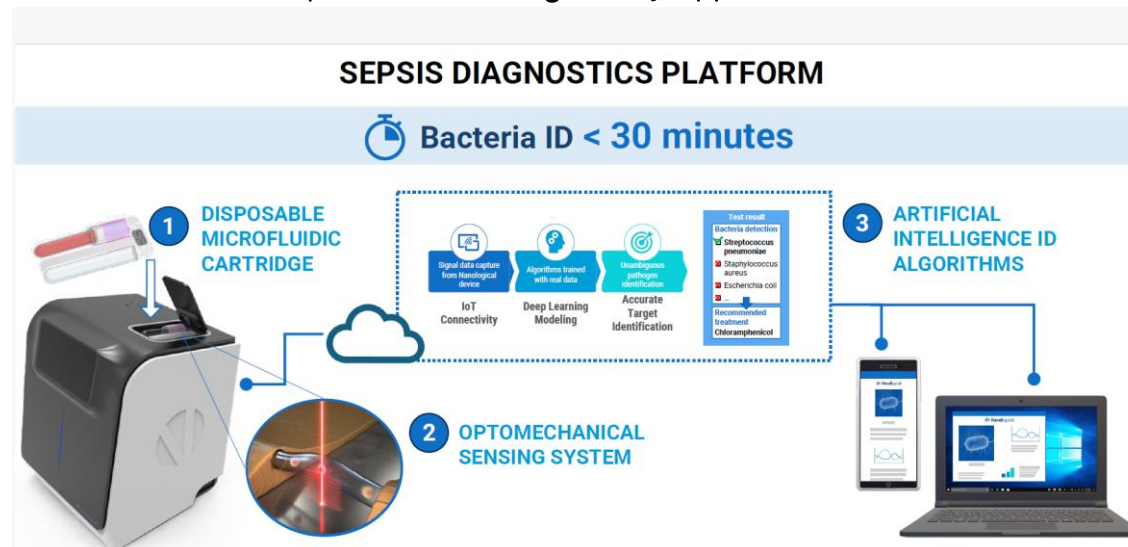 SEPSIS DIAGNOSTICS PLATFORM
Bacteria ID < 30 minutes
1
DISPOSABLE
MICROFLUIDIC
CARTRIDGE
Signal data capture
from Nanological
device
IoT
Connectivity
Algorithms trained
with real data
Deep Learning
Modeling
Unambiguous
pathogen
identification
Accurate
Target
Identification
Test result
Bacteria detection
Streptococcus
pneumoniae
Staphylococcus
aureus
Escherichia coli
...
Recommended
treatment
Chloramphenicol
3
ARTIFICIAL
INTELLIGENCE ID
ALGORITHMS
2
OPTOMECHANICAL
SENSING SYSTEM